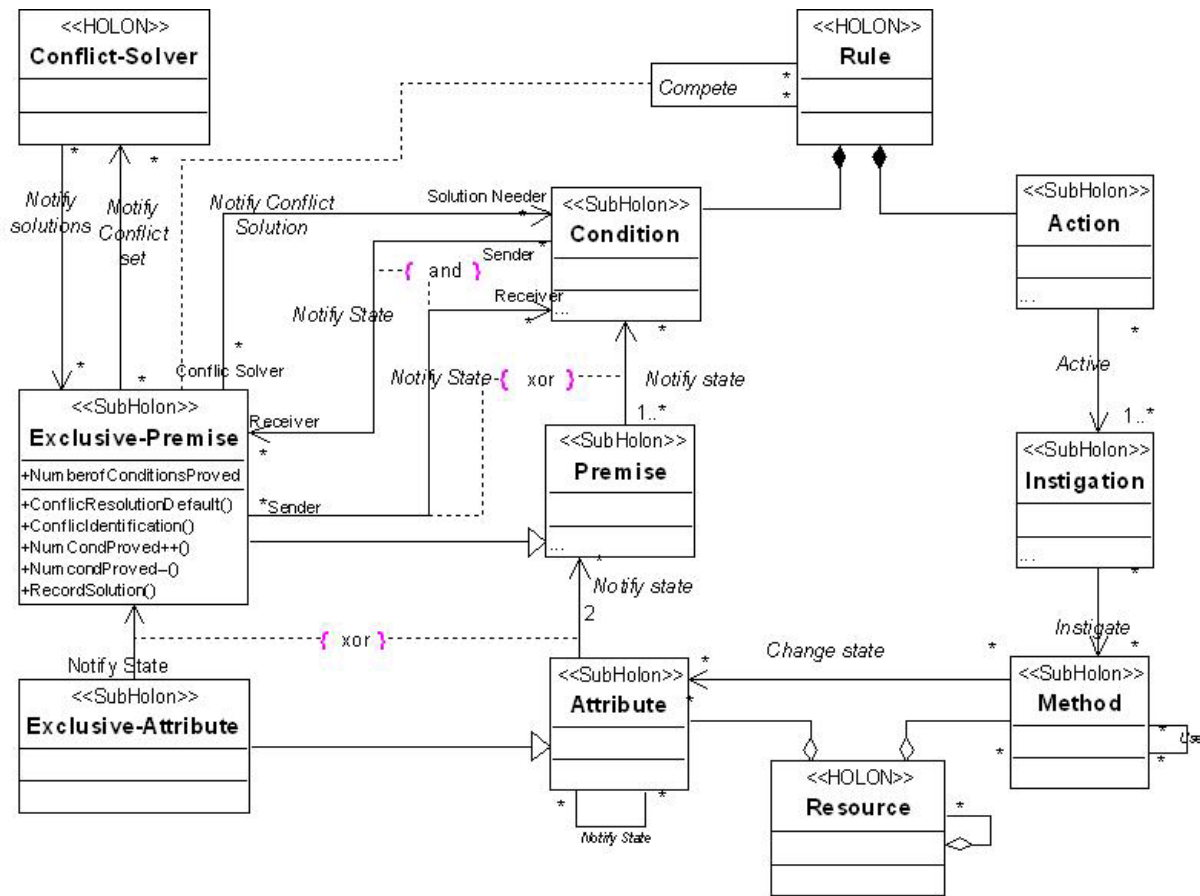 <<HOLON>>
Conflict-Solver
<<HOLON>>
Rule
Compete
*
*
*
*
Notify
solutions
Notify
Conflict
set
*
*
Notify Conflict
Solution
*
Conflic Solver
Solution Needer
*
<<SubHolon>>
Condition
...
*
Sender
{ and }
Receiver
*
Notify State
<<SubHolon>>
Action
...
*
Active
1..*
*
Notify State
{ xor }
Notify state
1..*
<<SubHolon>>
Exclusive-Premise
+NumberofConditionsProved
+ConflicResolutionDefault()
+ConflicIdentification()
+NumCondProved++()
+NumcondProved--()
+RecordSolution()
Receiver
*
*Sender
<<SubHolon>>
Premise
...
*
Notify state
2
<<SubHolon>>
Instigation
...
*
Instigate
*
{ xor }
Notify State
<<SubHolon>>
Exclusive-Attribute
<<SubHolon>>
Attribute
*
*
Notify State
*
Change state
*
*
<<SubHolon>>
Method
*
*
*
Use
<<HOLON>>
Resource
*